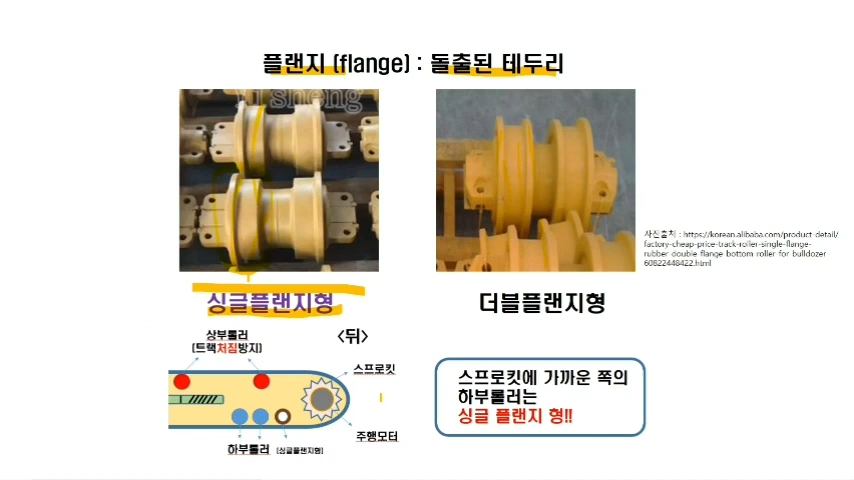 플랜지 (flange) : 돌출된 테두리
sheng
사진출처 : https://korean.alibaba.com/product-detail/
factory-cheap-price-track-roller-single-flange-
rubber-double-flange-bottom-roller-for-bulldozer-
60822448422.html
싱글플랜지형
더블플랜지형
상부롤러
(트랙처짐방지)
<뒤>
스프로킷
주행모터
하부롤러 (싱글플랜지형)
스프로킷에 가까운 쪽의
하부롤러는
싱글 플랜지 형!!